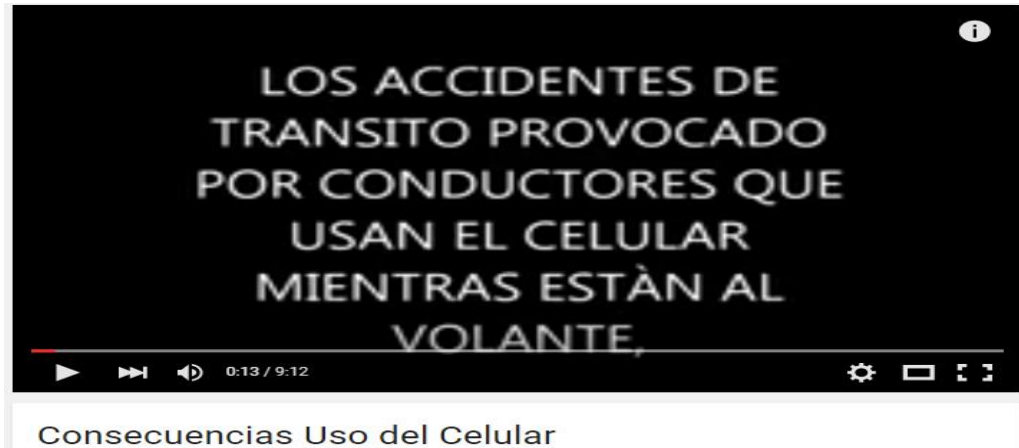 LOS ACCIDENTES DE
TRANSITO PROVOCADO
POR CONDUCTORES QUE
USAN EL CELULAR
MIENTRAS ESTÀN AL
VOLANTE,
0:13 / 9:12
Consecuencias Uso del Celular